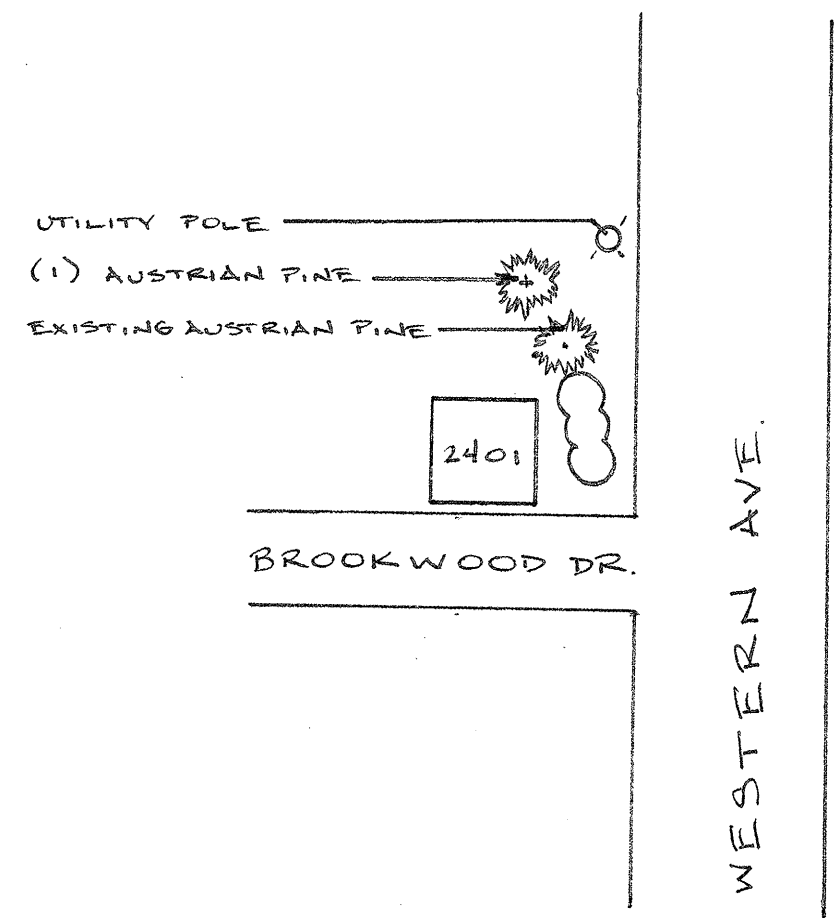 UTILITY POLE
(1) AUSTRIAN PINE
EXISTING AUSTRIAN PINE
2401
BROOKWOOD DR.
WESTERN AVE.